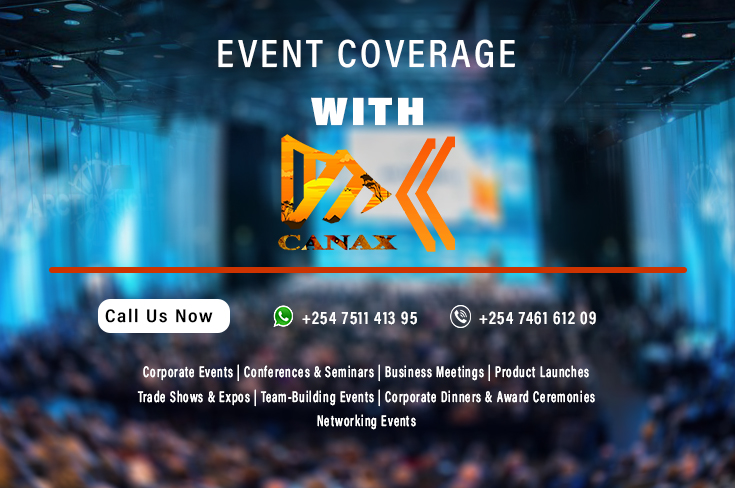 EVENT COVERAGE
WITH
CANAX
Call Us Now
+254 7511 413 95
+254 7461 612 09
Corporate Events | Conferences & Seminars | Business Meetings | Product Launches
Trade Shows & Expos | Team-Building Events | Corporate Dinners & Award Ceremonies
Networking Events